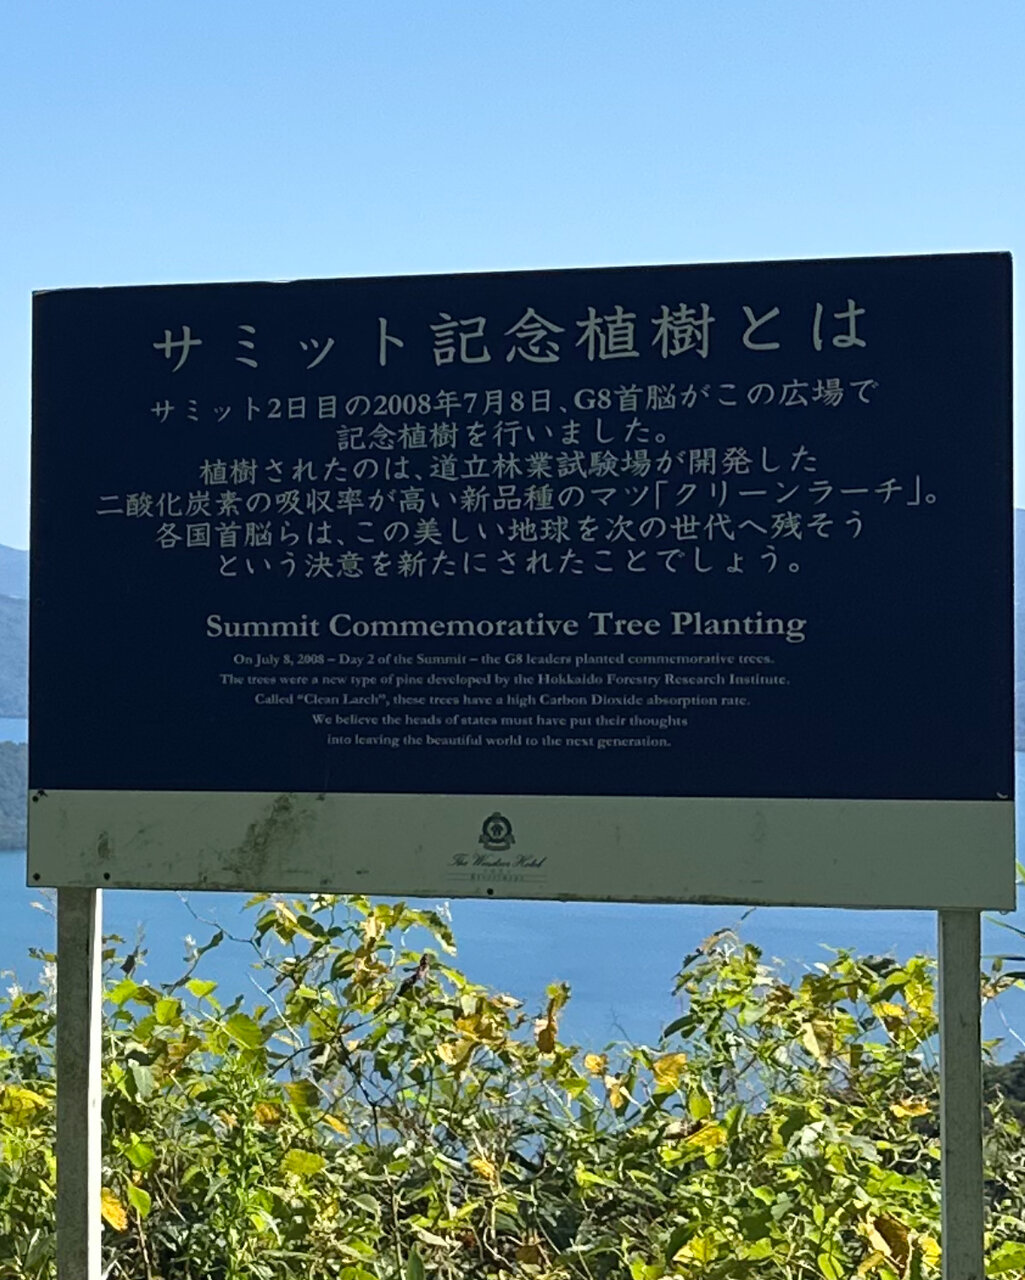 サミット記念植樹とは
サミット2日目の2008年7月8日、G8首脳がこの広場で
記念植樹を行いました。
植樹されたのは、道立林業試験場が開発した
二酸化炭素の吸収率が高い新品種のマツ「クリーンラーチ」。
各国首脳らは、この美しい地球を次の世代へ残そう
という決意を新たにされたことでしょう。
Summit Commemorative Tree Planting
On July 8, 2008 – Day 2 of the Summit – the G8 leaders planted commemorative trees.
The trees were a new type of pine developed by the Hokkaido Forestry Research Institute.
Called “Clean Larch”, these trees have a high Carbon Dioxide absorption rate.
We believe the heads of states must have put their thoughts
into leaving the beautiful world to the next generation.
The Windsor Hotel